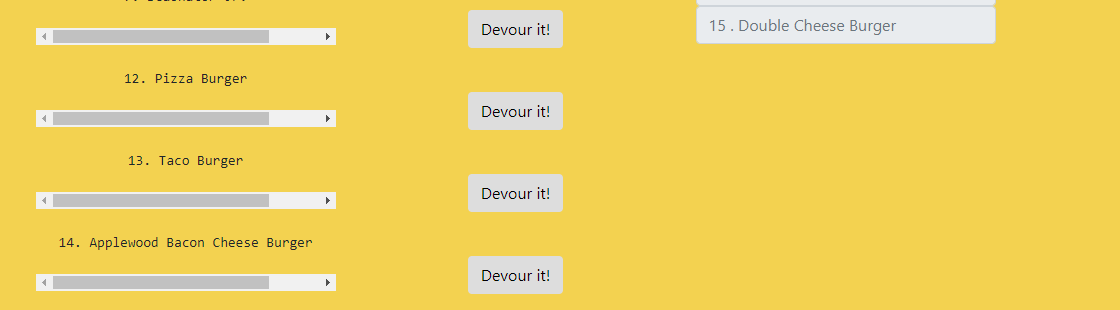 15 . Double Cheese Burger
Devour it!
12. Pizza Burger
Devour it!
13. Taco Burger
Devour it!
14. Applewood Bacon Cheese Burger
Devour it!